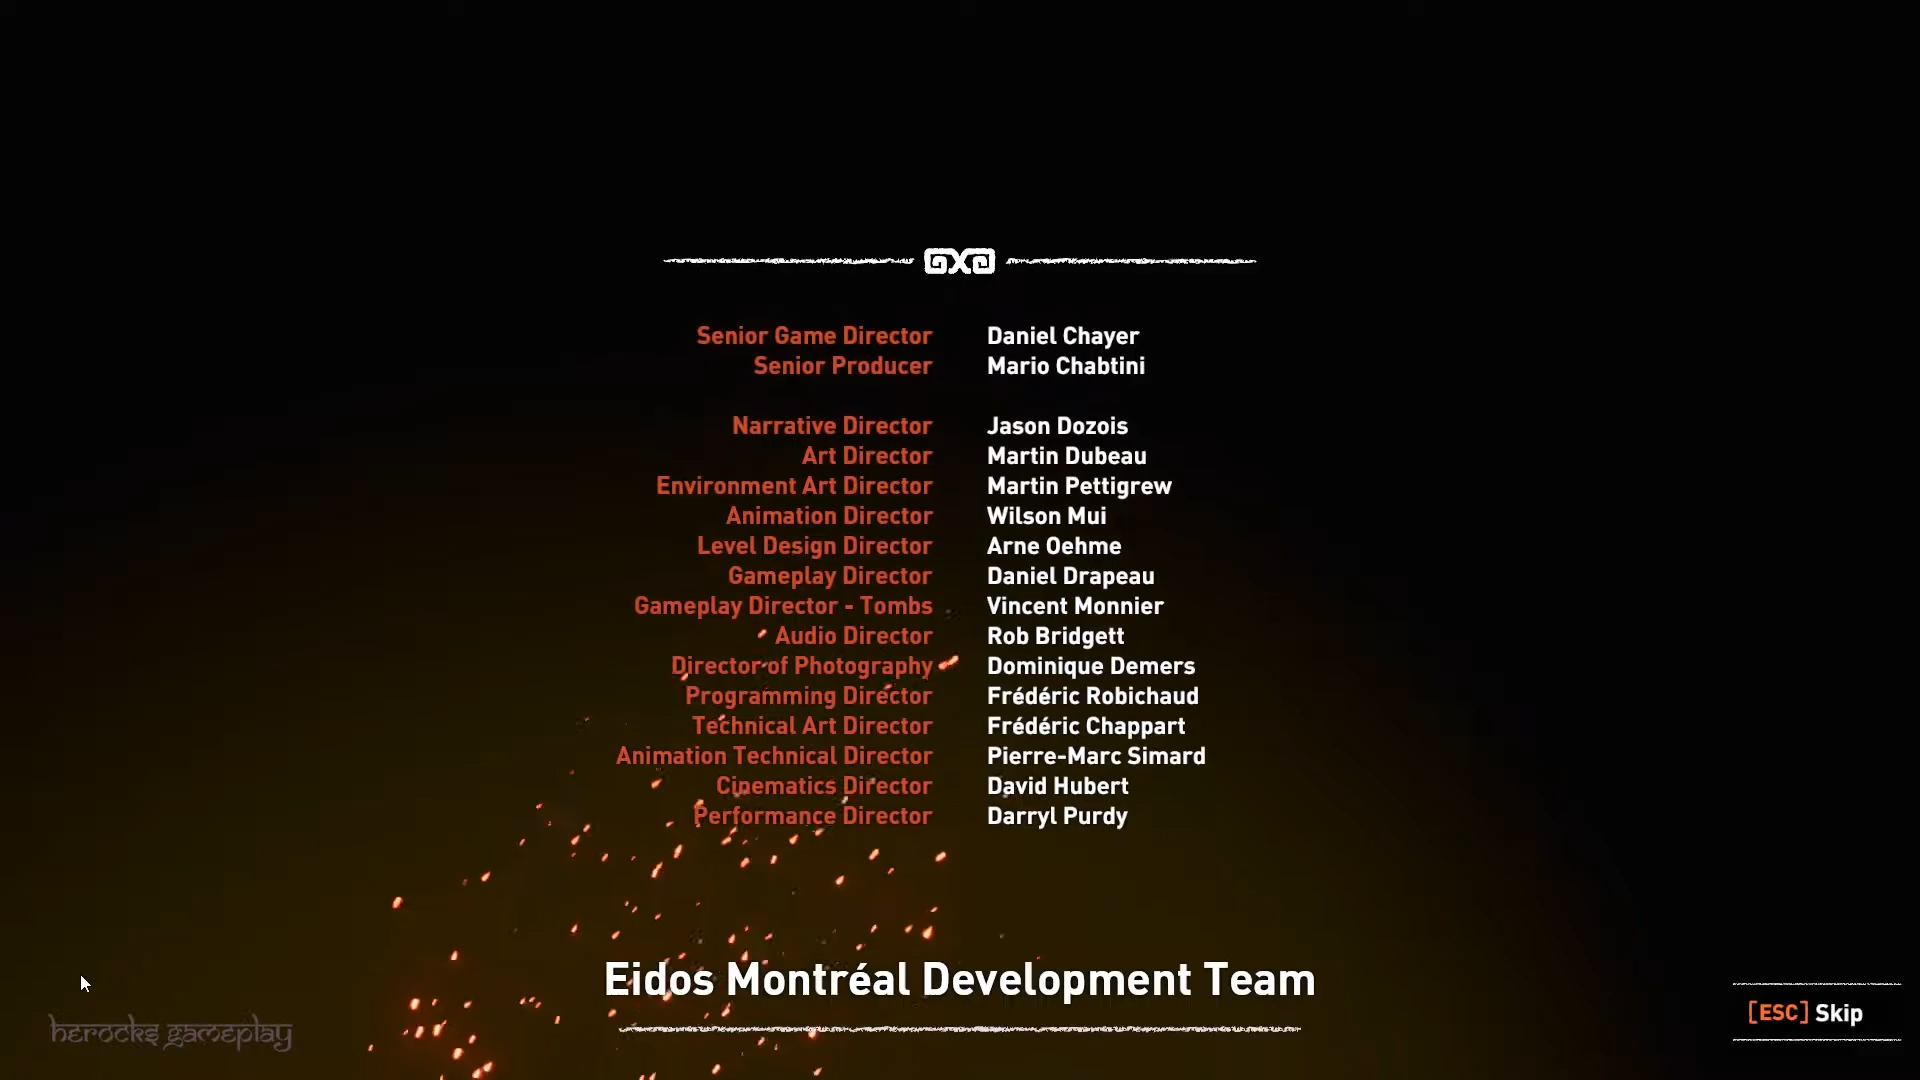 Senior Game Director Daniel Chayer
Senior Producer Mario Chabtini
Narrative Director Jason Dozois
Art Director Martin Dubeau
Environment Art Director Martin Pettigrew
Animation Director Wilson Mui
Level Design Director Arne Oehme
Gameplay Director Daniel Drapeau
Gameplay Director - Tombs Vincent Monnier
Audio Director Rob Bridgett
Director of Photography Dominique Demers
Programming Director Frédéric Robichaud
Technical Art Director Frédéric Chappart
Animation Technical Director Pierre-Marc Simard
Cinematics Director David Hubert
Performance Director Darryl Purdy
Eidos Montréal Development Team
[ESC] Skip
herocks gameplay